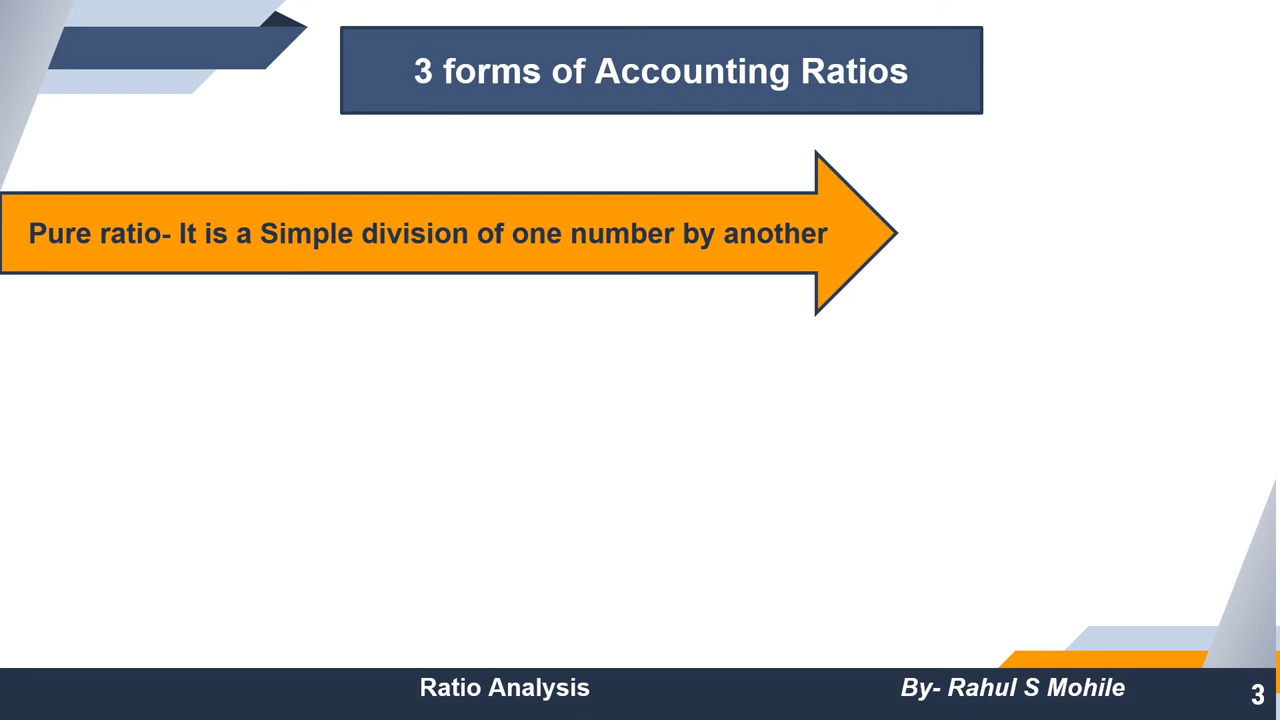 3 forms of Accounting Ratios
Pure ratio- It is a Simple division of one number by another
Ratio Analysis
By- Rahul S Mohile
3